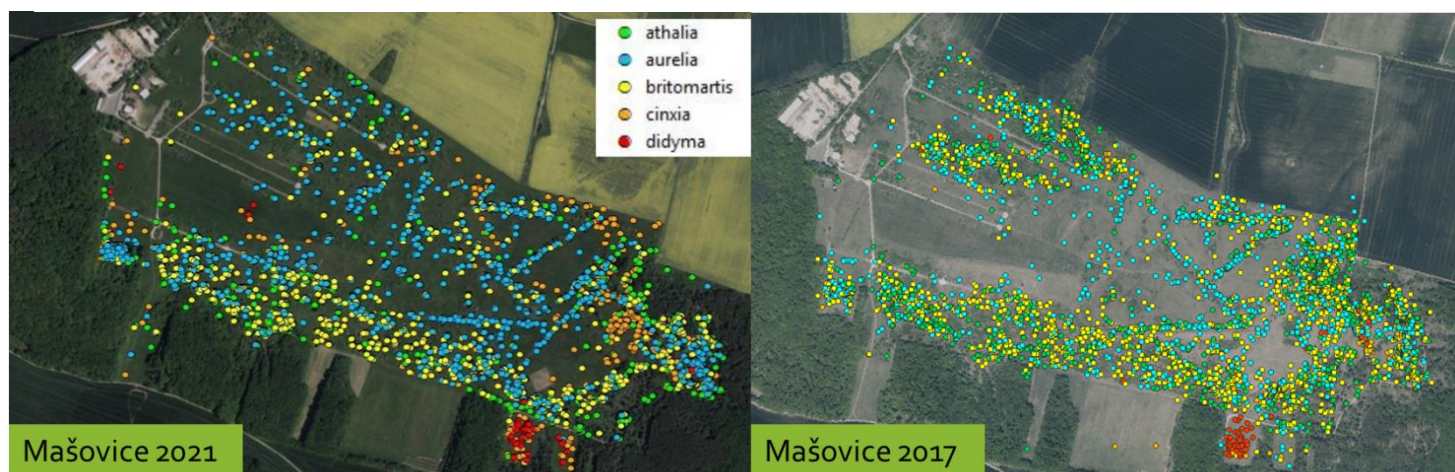 athalia
aurelia
britomartis
cinxia
didyma
Mašovice 2021
Mašovice 2017